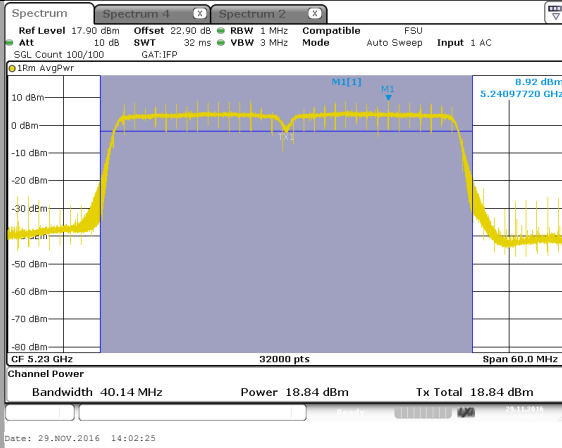 Spectrum Spectrum 4 X Spectrum 2 X
Ref Level 17.90 dBm Offset 22.90 dB RBW 1 MHz Compatible FSU
Att 10 dB SWT 32 ms VBW 3 MHz Mode Auto Sweep Input 1 AC
SGL Count 100/100 GAT:IFP
1Rm AvgPwr
M1[1] 8.92 dBm
5.24097720 GHz
M1
10 dBm
0 dBm
TX1
-10 dBm
-20 dBm
-30 dBm
-40 dBm
-50 dBm
-60 dBm
-70 dBm
-80 dBm
CF 5.23 GHz 32000 pts Span 60.0 MHz
Channel Power
Bandwidth 40.14 MHz Power 18.84 dBm Tx Total 18.84 dBm
Ready 29.11.2016
Date: 29.NOV.2016 14:02:25